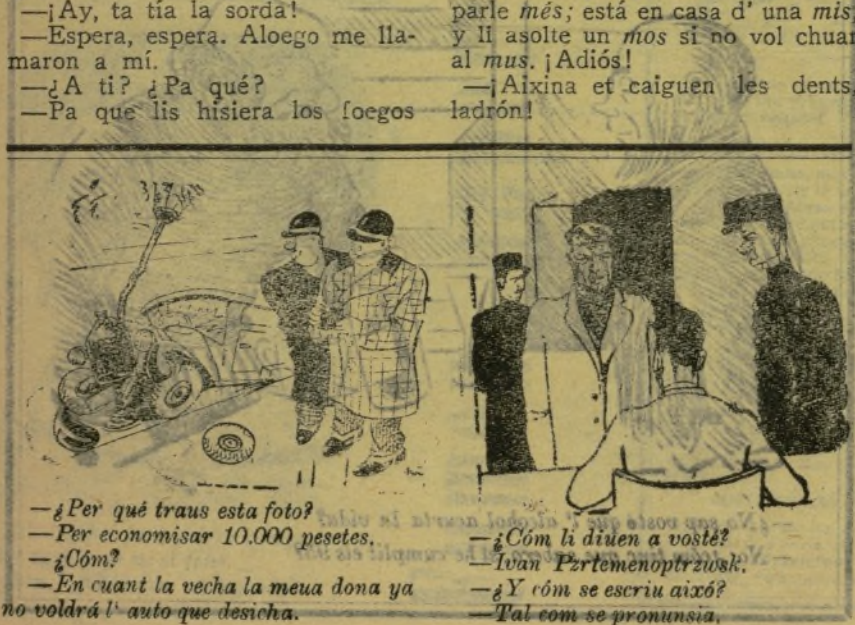 —¡Ay, ta tía la sorda!
—Espera, espera. Aloego me lla-
maron a mí.
—¿A ti? ¿Pa qué?
—Pa que lis hisiera los foegos
parle més; está en casa d' una mis,
y li asolte un mos si no vol chuar
al mus. ¡Adiós!
—¡Aixina et caiguen les dents,
ladrón!
—¿Per qué traus esta foto?
—Per economisar 10.000 pesetes.
—¿Cóm?
—En cuant la vecha la meua dona ya
no voldrá l' auto que desicha.
—¿Cóm li diuen a vosté?
—Ivan Pzrtemenoptrzwsk.
—¿Y cóm se escriu aixó?
—Tal com se pronunsia.